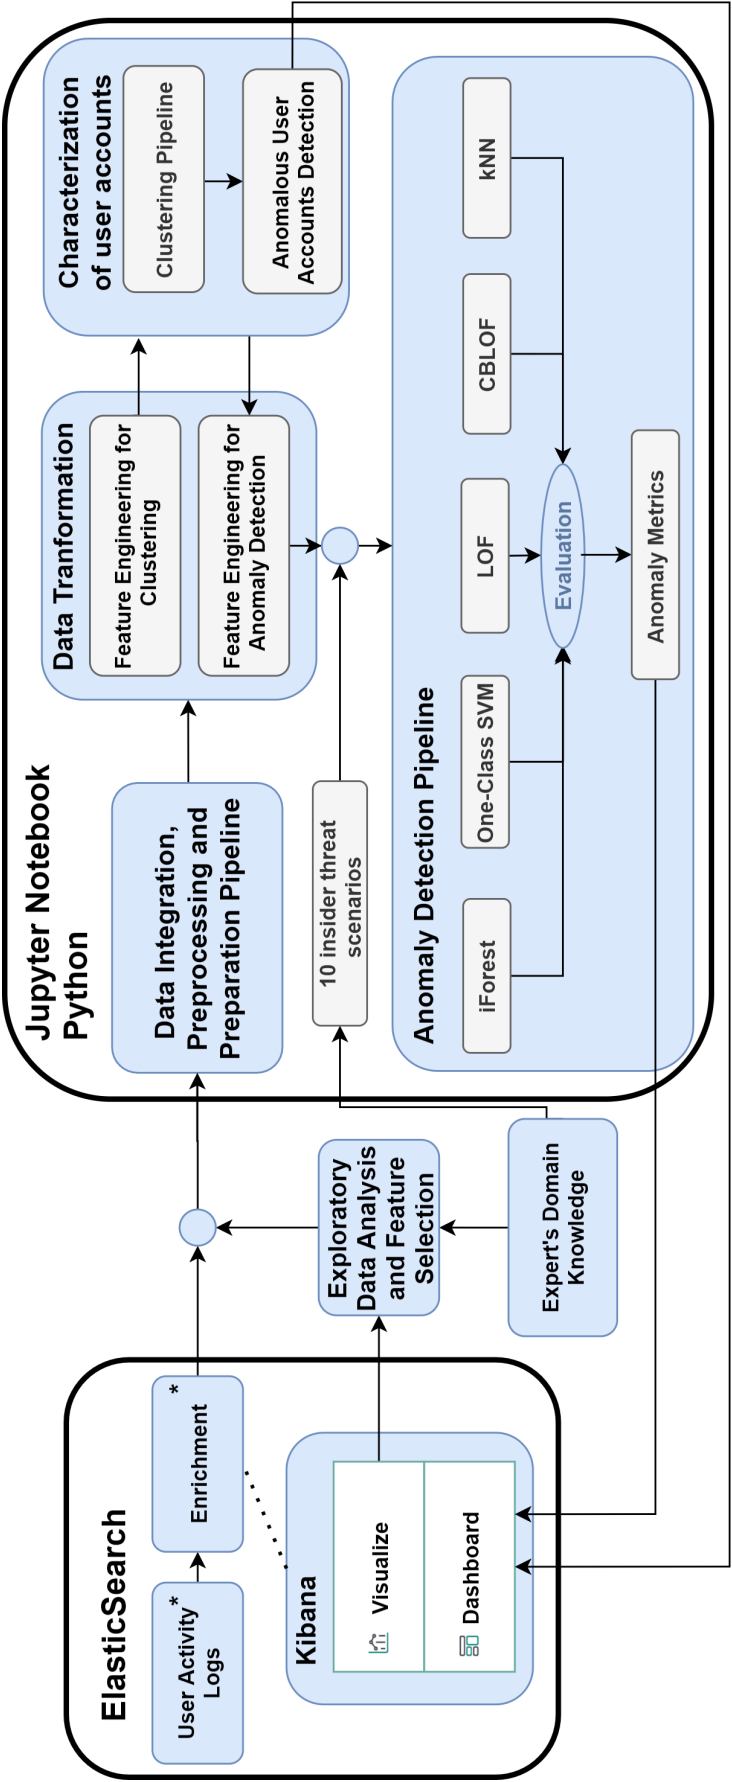 ElasticSearch
User Activity*
Logs
Enrichment
*
Kibana
Visualize
Dashboard
Exploratory
Data Analysis
and Feature
Selection
Expert's Domain
Knowledge
Jupyter Notebook
Python
Data Integration,
Preprocessing and
Preparation Pipeline
Data Tranformation
Feature Engineering for
Clustering
Feature Engineering for
Anomaly Detection
Characterization
of user accounts
Clustering Pipeline
Anomalous User
Accounts Detection
10 insider threat
scenarios
Anomaly Detection Pipeline
iForest
One-Class SVM
LOF
CBLOF
kNN
Evaluation
Anomaly Metrics